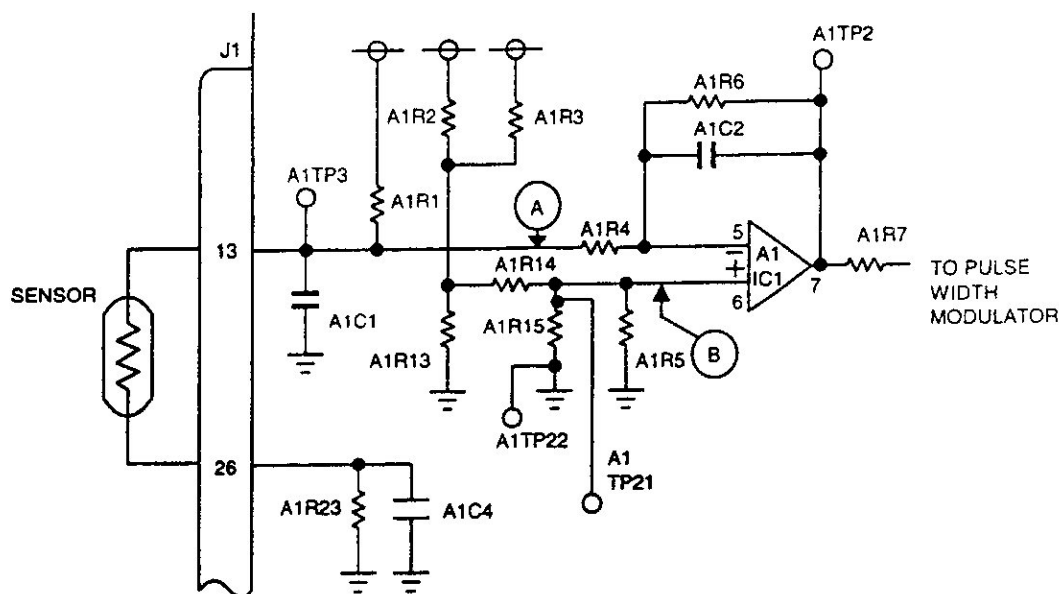 J1
A1TP2
A1R6
A1R2
A1R3
A1C2
A1TP3
A1R1
A
A1R4
5
13
A1R14
−
A1
A1R7
+
IC1
7
TO PULSE
WIDTH
MODULATOR
SENSOR
6
A1C1
A1R15
A1R13
A1R5
B
A1TP22
A1
TP21
26
A1R23
A1C4